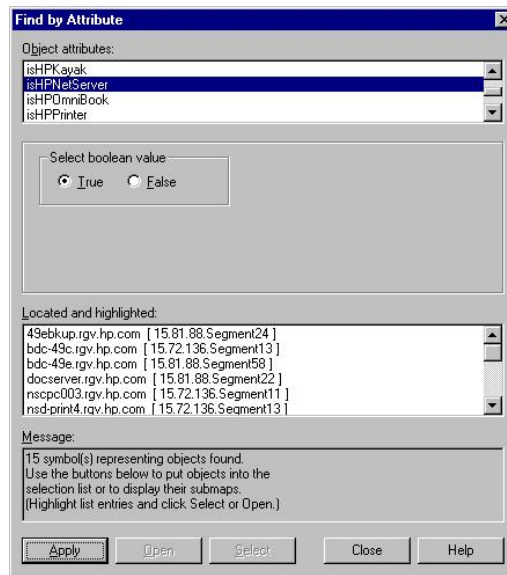 Find by Attribute
Object attributes:
isHPKayak
isHPNetServer
isHPOmniBook
isHPPrinter
Select boolean value
True False
Located and highlighted:
49ebkup.rgv.hp.com [ 15.81.88.Segment24 ]
bdc-49c.rgv.hp.com [ 15.72.136.Segment13 ]
bdc-49e.rgv.hp.com [ 15.81.88.Segment58 ]
docserver.rgv.hp.com [ 15.81.88.Segment22 ]
nscpc003.rgv.hp.com [ 15.72.136.Segment11 ]
nsd-print4.rgv.hp.com [ 15.72.136.Segment13 ]
Message:
15 symbol(s) representing objects found.
Use the buttons below to put objects into the
selection list or to display their submaps.
(Highlight list entries and click Select or Open.)
Apply Open Select Close Help